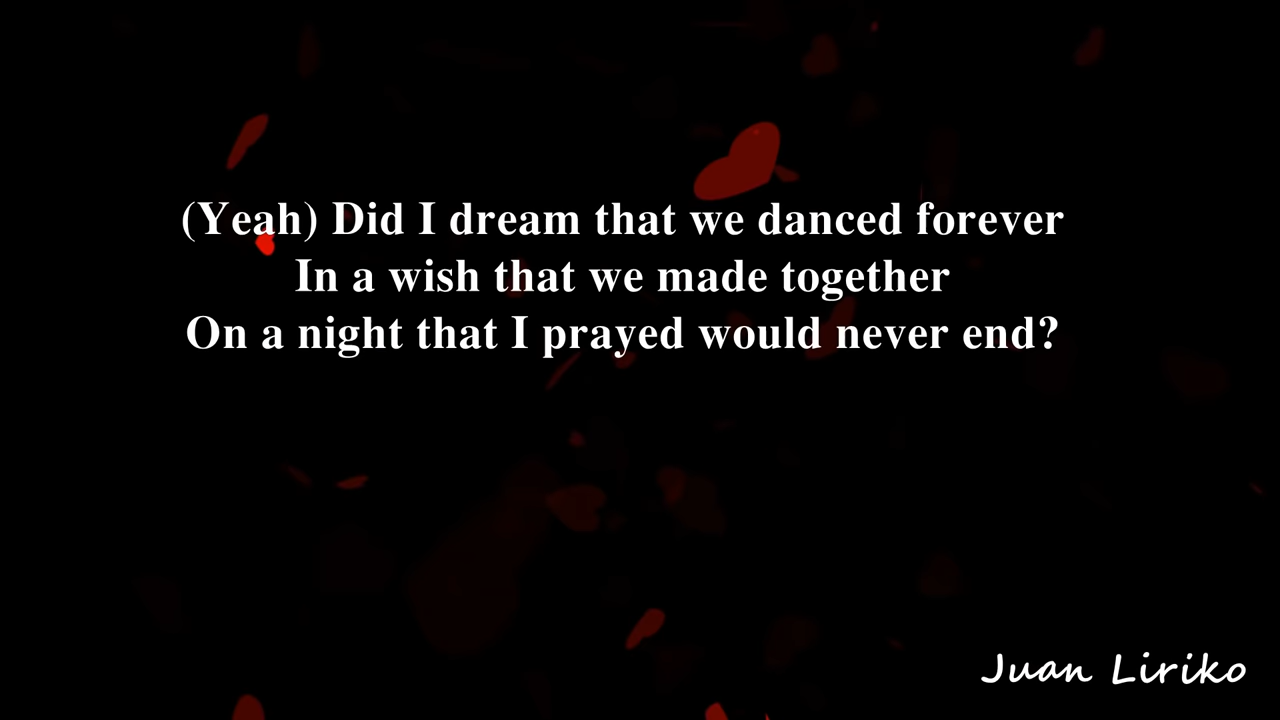 (Yeah) Did I dream that we danced forever
In a wish that we made together
On a night that I prayed would never end?
Juan Liriko